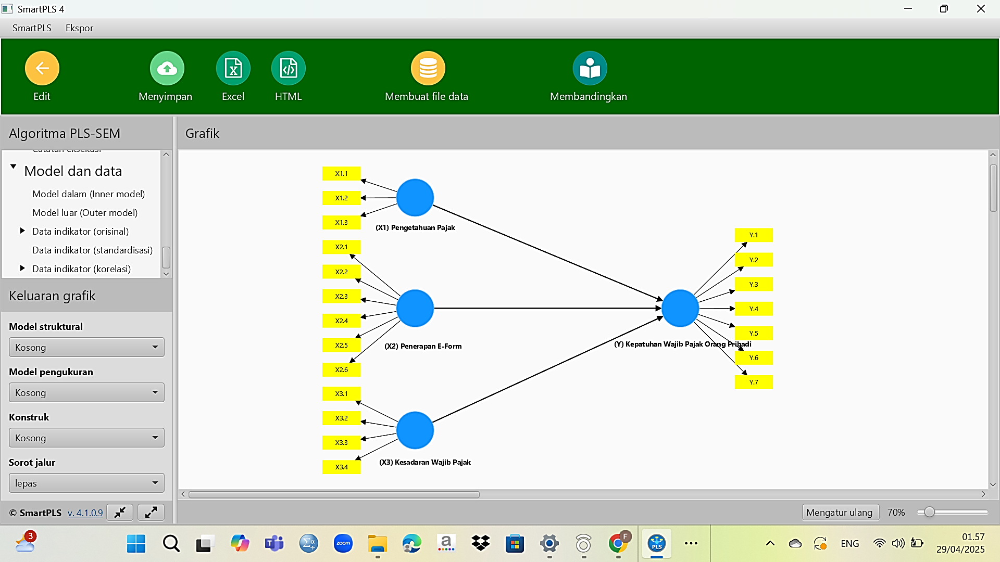 SmartPLS 4
SmartPLS Ekspor
Edit
Menyimpan
Excel
HTML
Membuat file data
Membandingkan
Algoritma PLS-SEM
Model dan data
Model dalam (Inner model)
Model luar (Outer model)
Data indikator (orisinal)
Data indikator (standardisasi)
Data indikator (korelasi)
Keluaran grafik
Model struktural
Kosong
Model pengukuran
Kosong
Konstruk
Kosong
Sorot jalur
lepas
© SmartPLS v. 4.1.0.9
Grafik
X1.1
X1.2
X1.3
(X1) Pengetahuan Pajak
X2.1
X2.2
X2.3
X2.4
X2.5
X2.6
(X2) Penerapan E-Form
X3.1
X3.2
X3.3
X3.4
(X3) Kesadaran Wajib Pajak
Y.1
Y.2
Y.3
Y.4
Y.5
(Y) Kepatuhan Wajib Pajak Orang Pribadi
Y.6
Y.7
Mengatur ulang 70%
3
zoom
a
F
PLS
ENG
01.57
29/04/2025